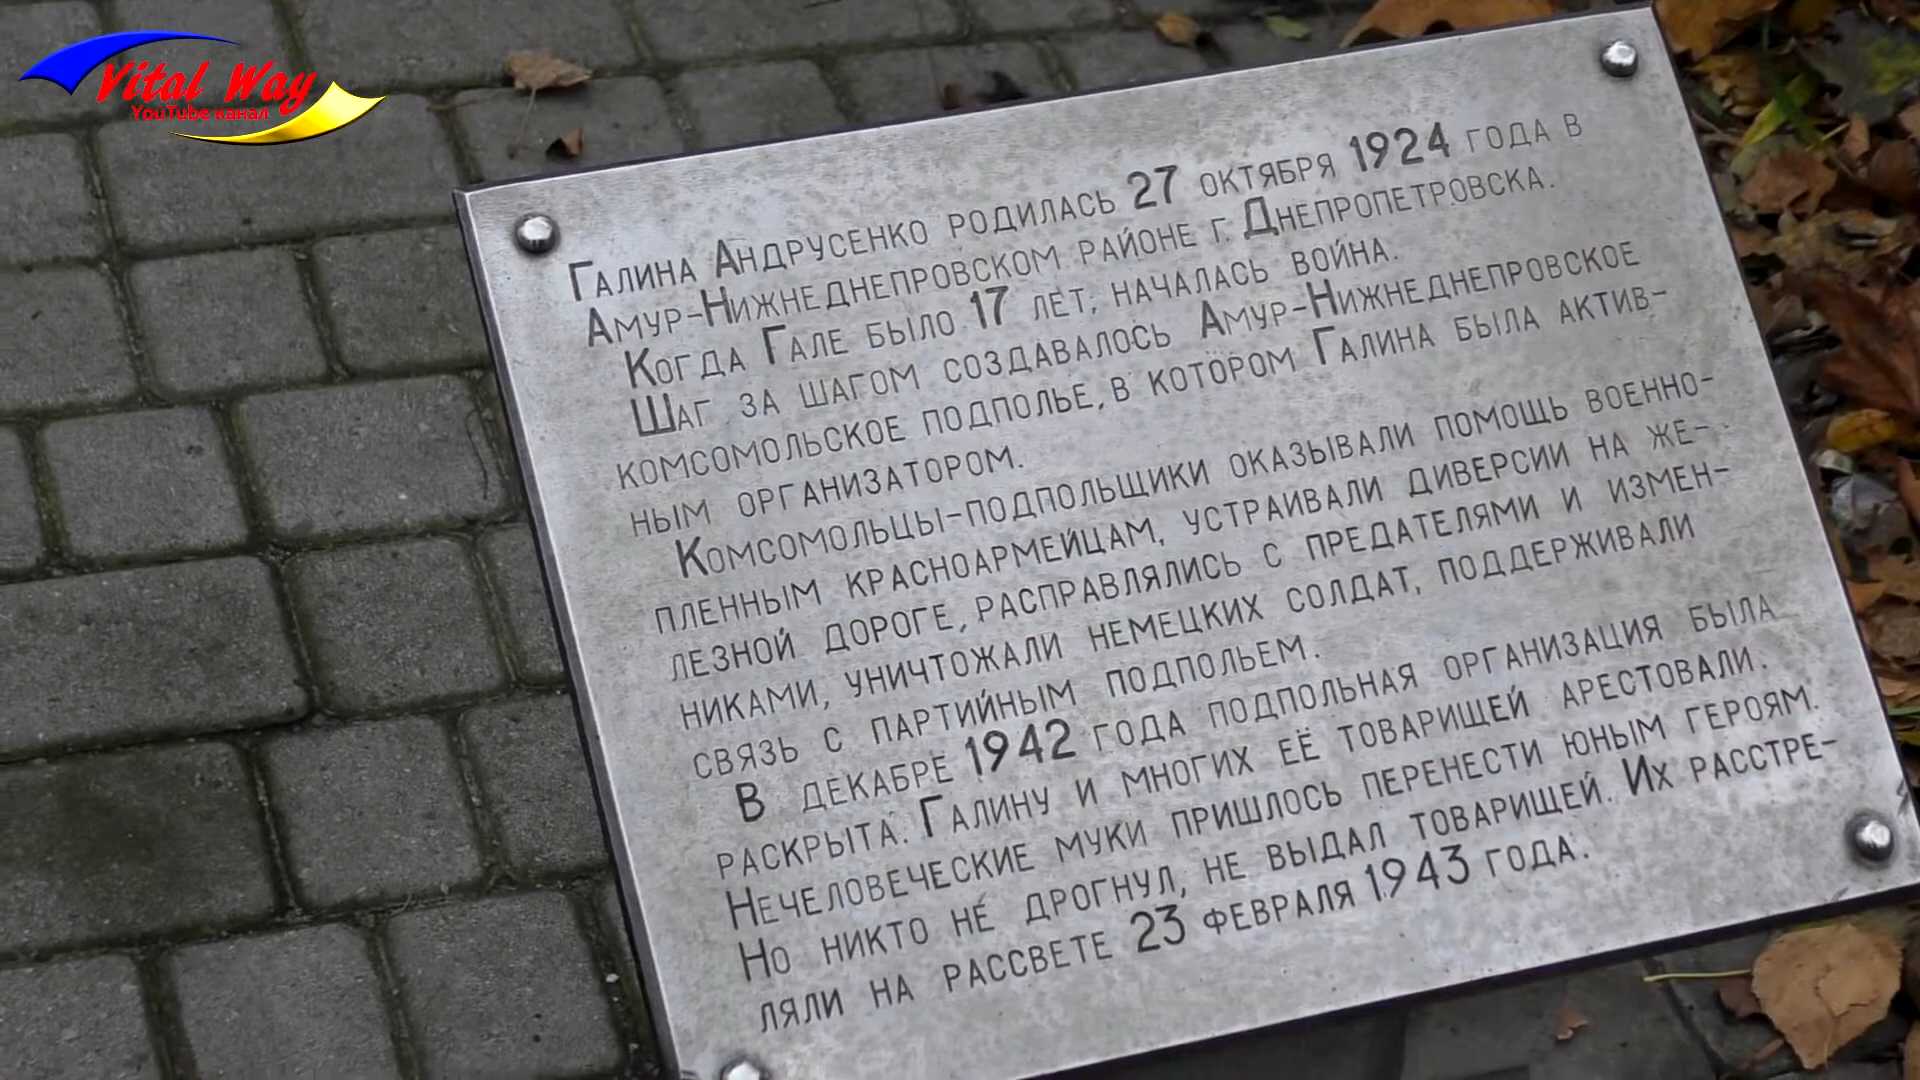 Vital Way
YouTube канал
Галина Андрусенко родилась 27 октября 1924 года в
Амур-Нижнеднепровском районе г. Днепропетровска.
Когда Гале было 17 лет, началась война.
Шаг за шагом создавалось Амур-Нижнеднепровское
комсомольское подполье, в котором Галина была актив-
ным организатором.
Комсомольцы-подпольщики оказывали помощь военно-
пленным красноармейцам, устраивали диверсии на же-
лезной дороге, расправлялись с предателями и измен-
никами, уничтожали немецких солдат, поддерживали
связь с партийным подпольем.
В декабре 1942 года подпольная организация была
раскрыта. Галину и многих её товарищей арестовали.
Нечеловеческие муки пришлось перенести юным героям.
Но никто не дрогнул, не выдал товарищей. Их расстре-
ляли на рассвете 23 февраля 1943 года.